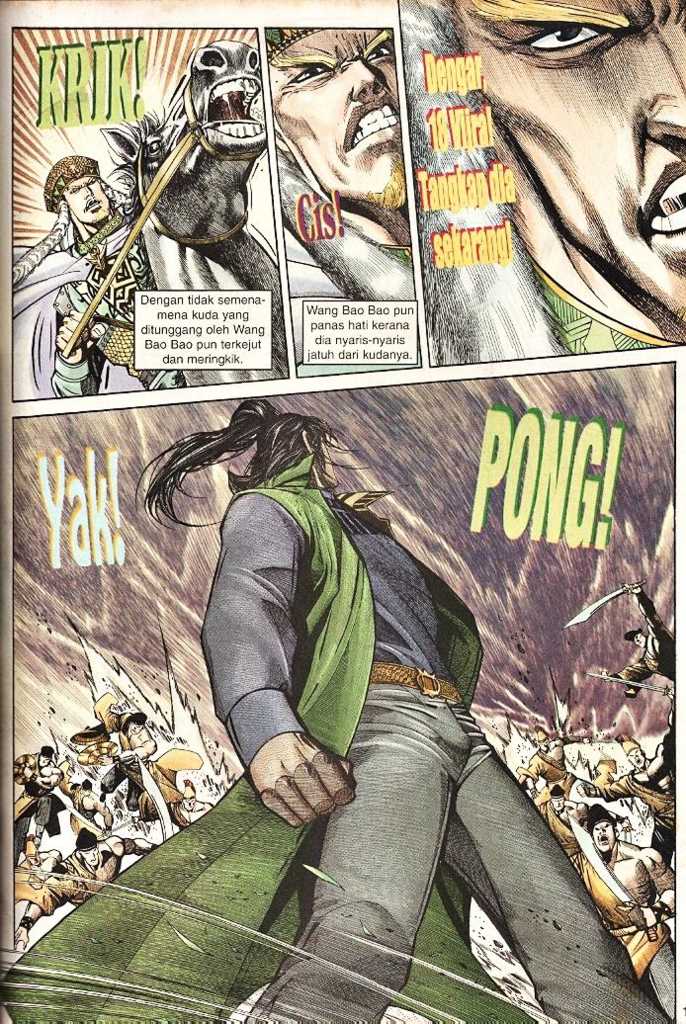 KRIK!
Dengan tidak semena-
mena kuda yang
ditunggang oleh Wang
Bao Bao pun terkejut
dan meringkik.
Cis!
Wang Bao Bao pun
panas hati kerana
dia nyaris-nyaris
jatuh dari kudanya.
Dengar,
18 Wira!
Tangkap dia
sekarang!
Yak!
PONG!